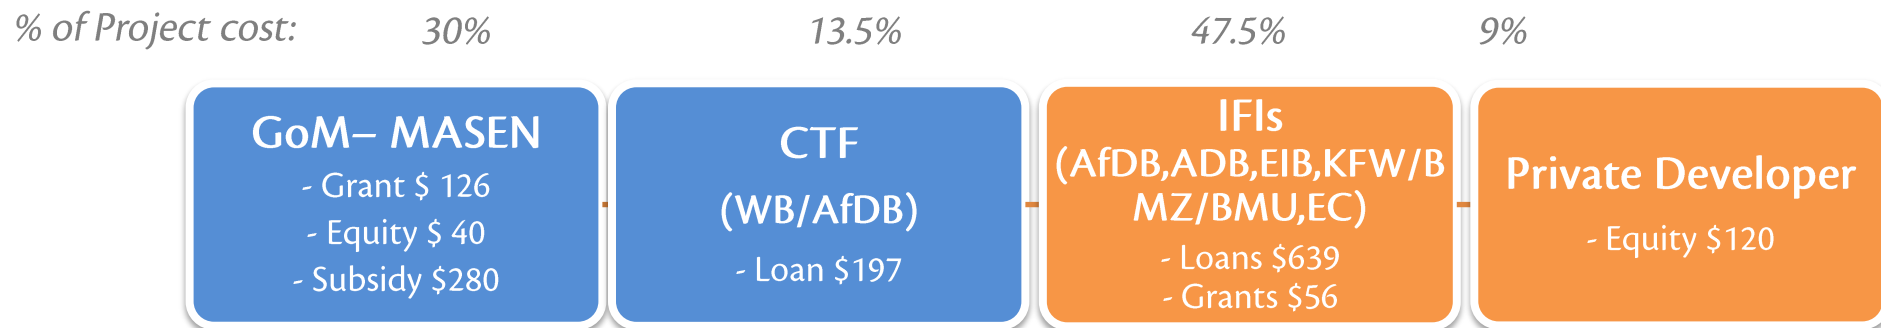 % of Project cost: 30% 13.5% 47.5% 9%
GoM– MASEN
- Grant $ 126
- Equity $ 40
- Subsidy $280
CTF
(WB/AfDB)
- Loan $197
IFIs
(AfDB,ADB,EIB,KFW/B
MZ/BMU,EC)
- Loans $639
- Grants $56
Private Developer
- Equity $120